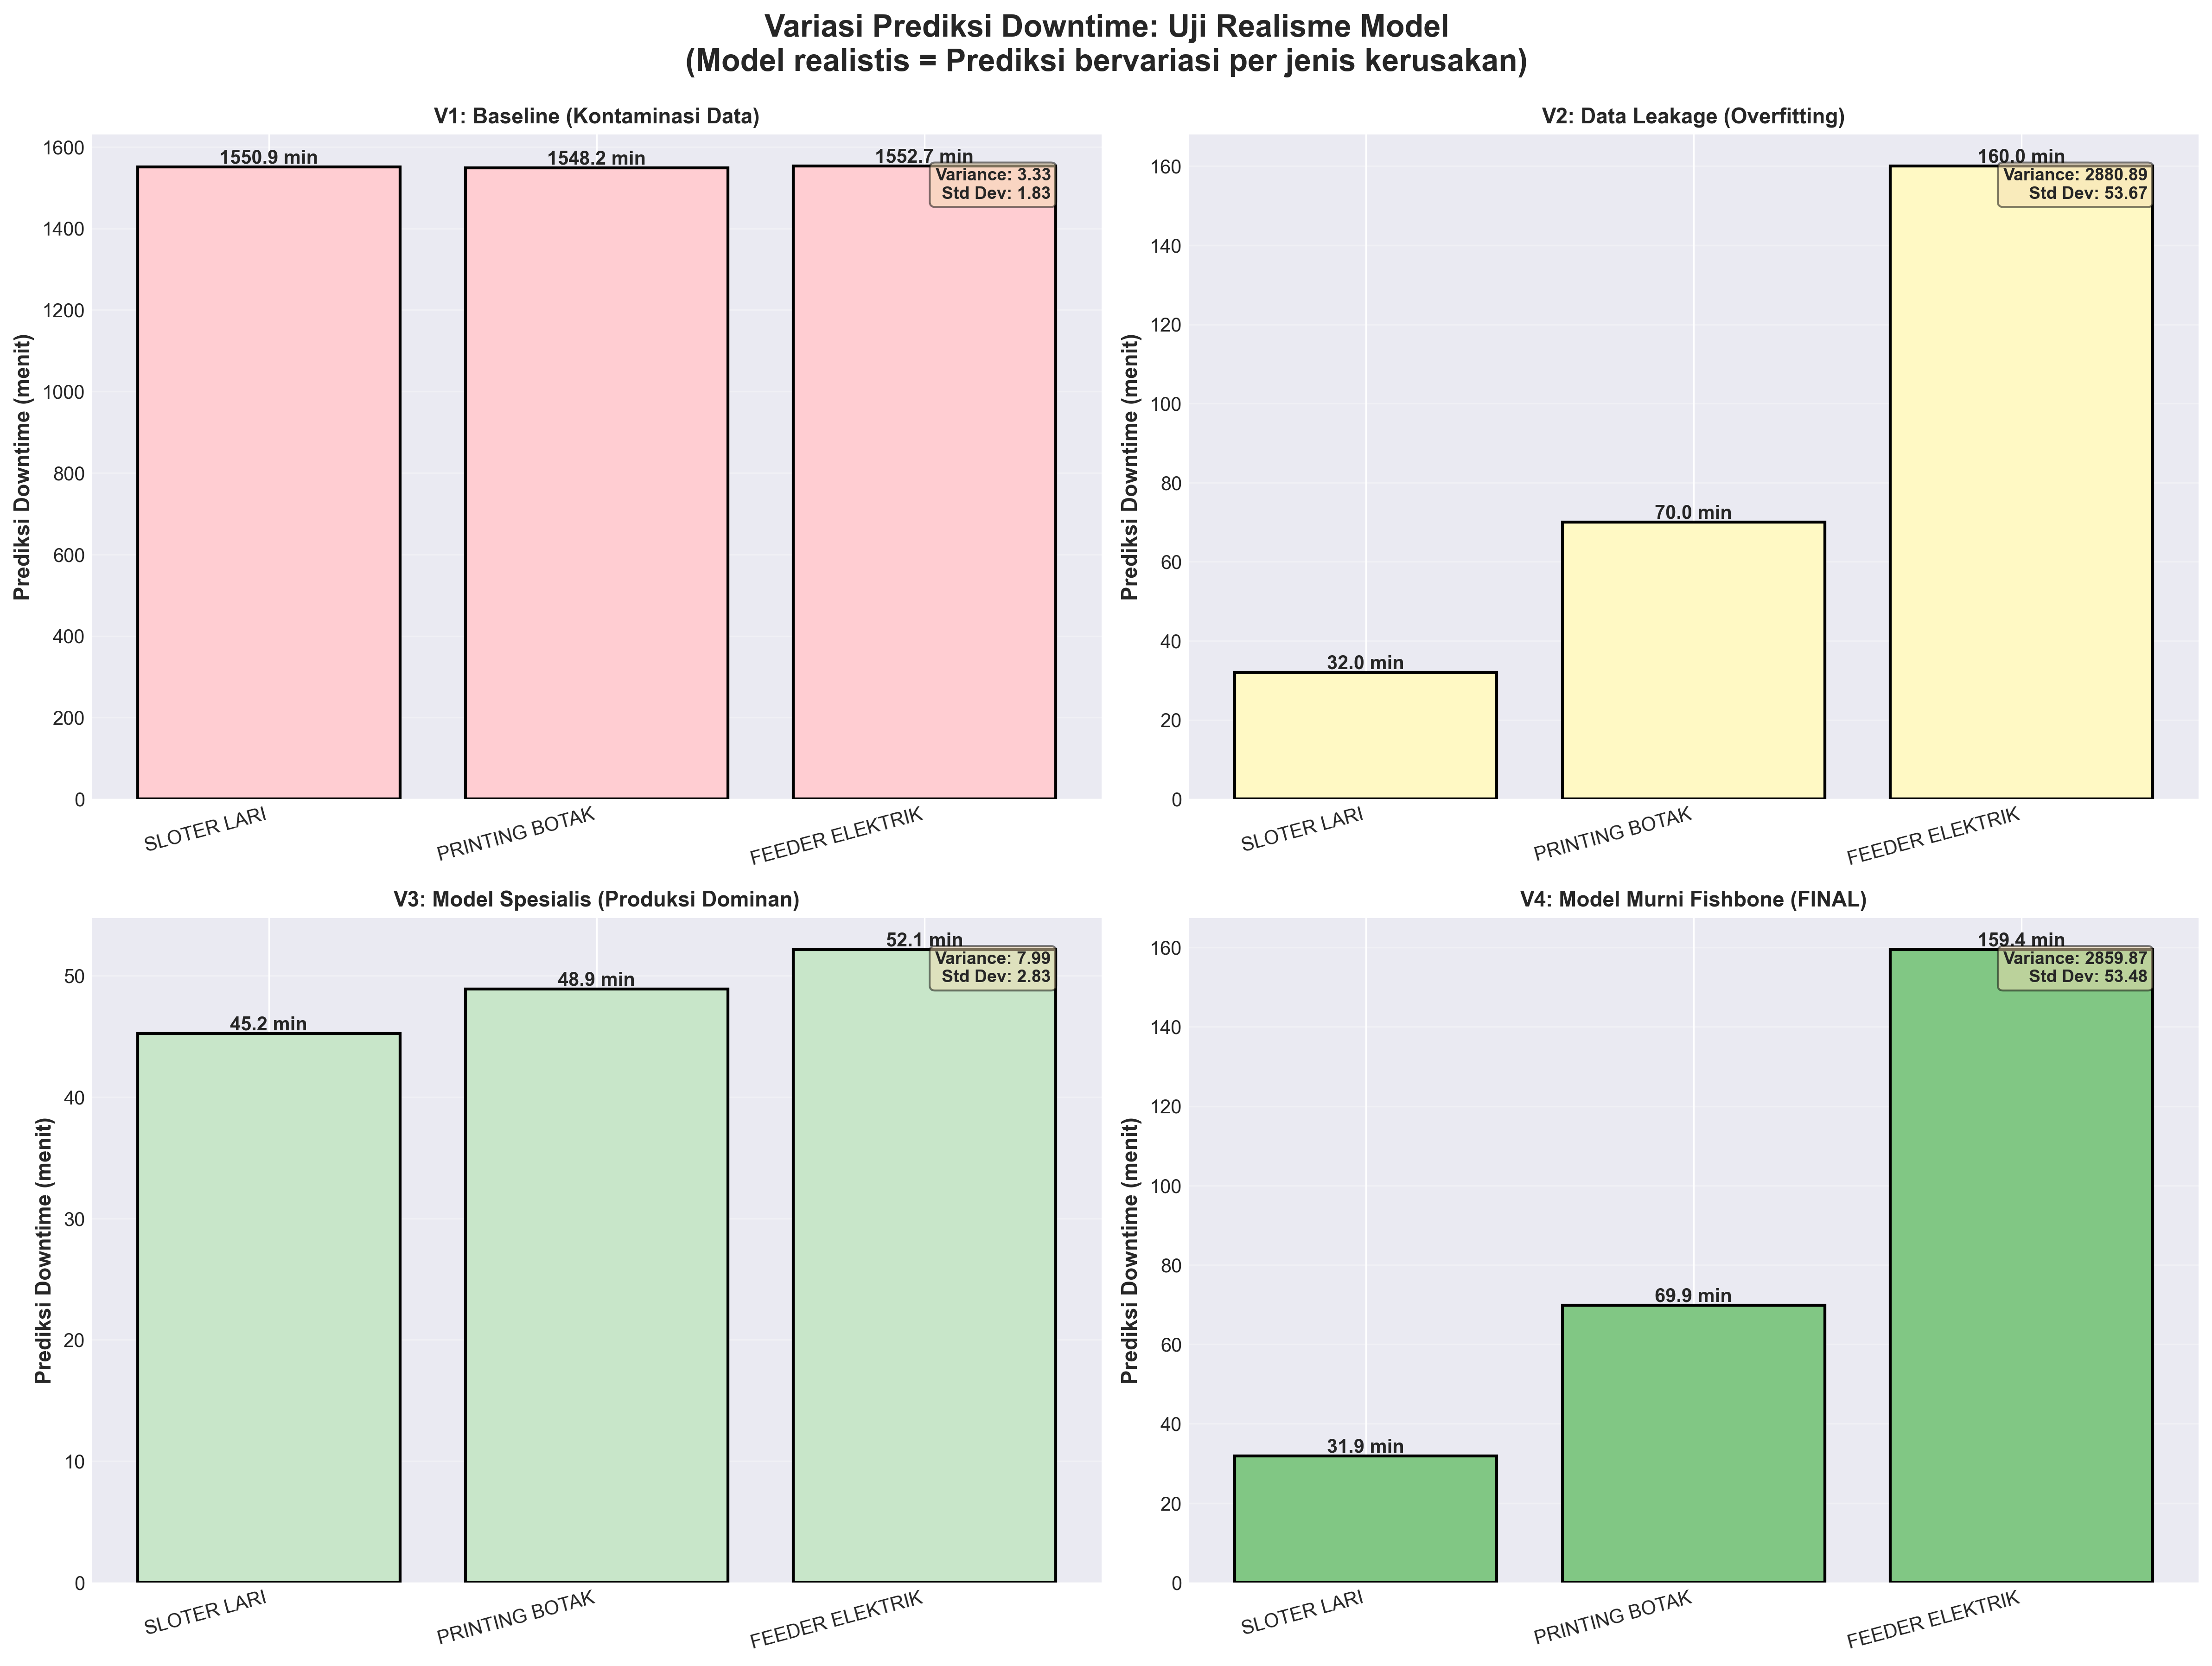 Variasi Prediksi Downtime: Uji Realisme Model
(Model realistis = Prediksi bervariasi per jenis kerusakan)
V1: Baseline (Kontaminasi Data)
Prediksi Downtime (menit)
1600
1400
1200
1000
800
600
400
200
0
1550.9 min
1548.2 min
1552.7 min
Variance: 3.33
Std Dev: 1.83
SLOTER LARI
PRINTING BOTAK
FEEDER ELEKTRIK
V2: Data Leakage (Overfitting)
Prediksi Downtime (menit)
160
140
120
100
80
60
40
20
0
32.0 min
70.0 min
160.0 min
Variance: 2880.89
Std Dev: 53.67
SLOTER LARI
PRINTING BOTAK
FEEDER ELEKTRIK
V3: Model Spesialis (Produksi Dominan)
Prediksi Downtime (menit)
50
40
30
20
10
0
45.2 min
48.9 min
52.1 min
Variance: 7.99
Std Dev: 2.83
SLOTER LARI
PRINTING BOTAK
FEEDER ELEKTRIK
V4: Model Murni Fishbone (FINAL)
Prediksi Downtime (menit)
160
140
120
100
80
60
40
20
0
31.9 min
69.9 min
159.4 min
Variance: 2859.87
Std Dev: 53.48
SLOTER LARI
PRINTING BOTAK
FEEDER ELEKTRIK